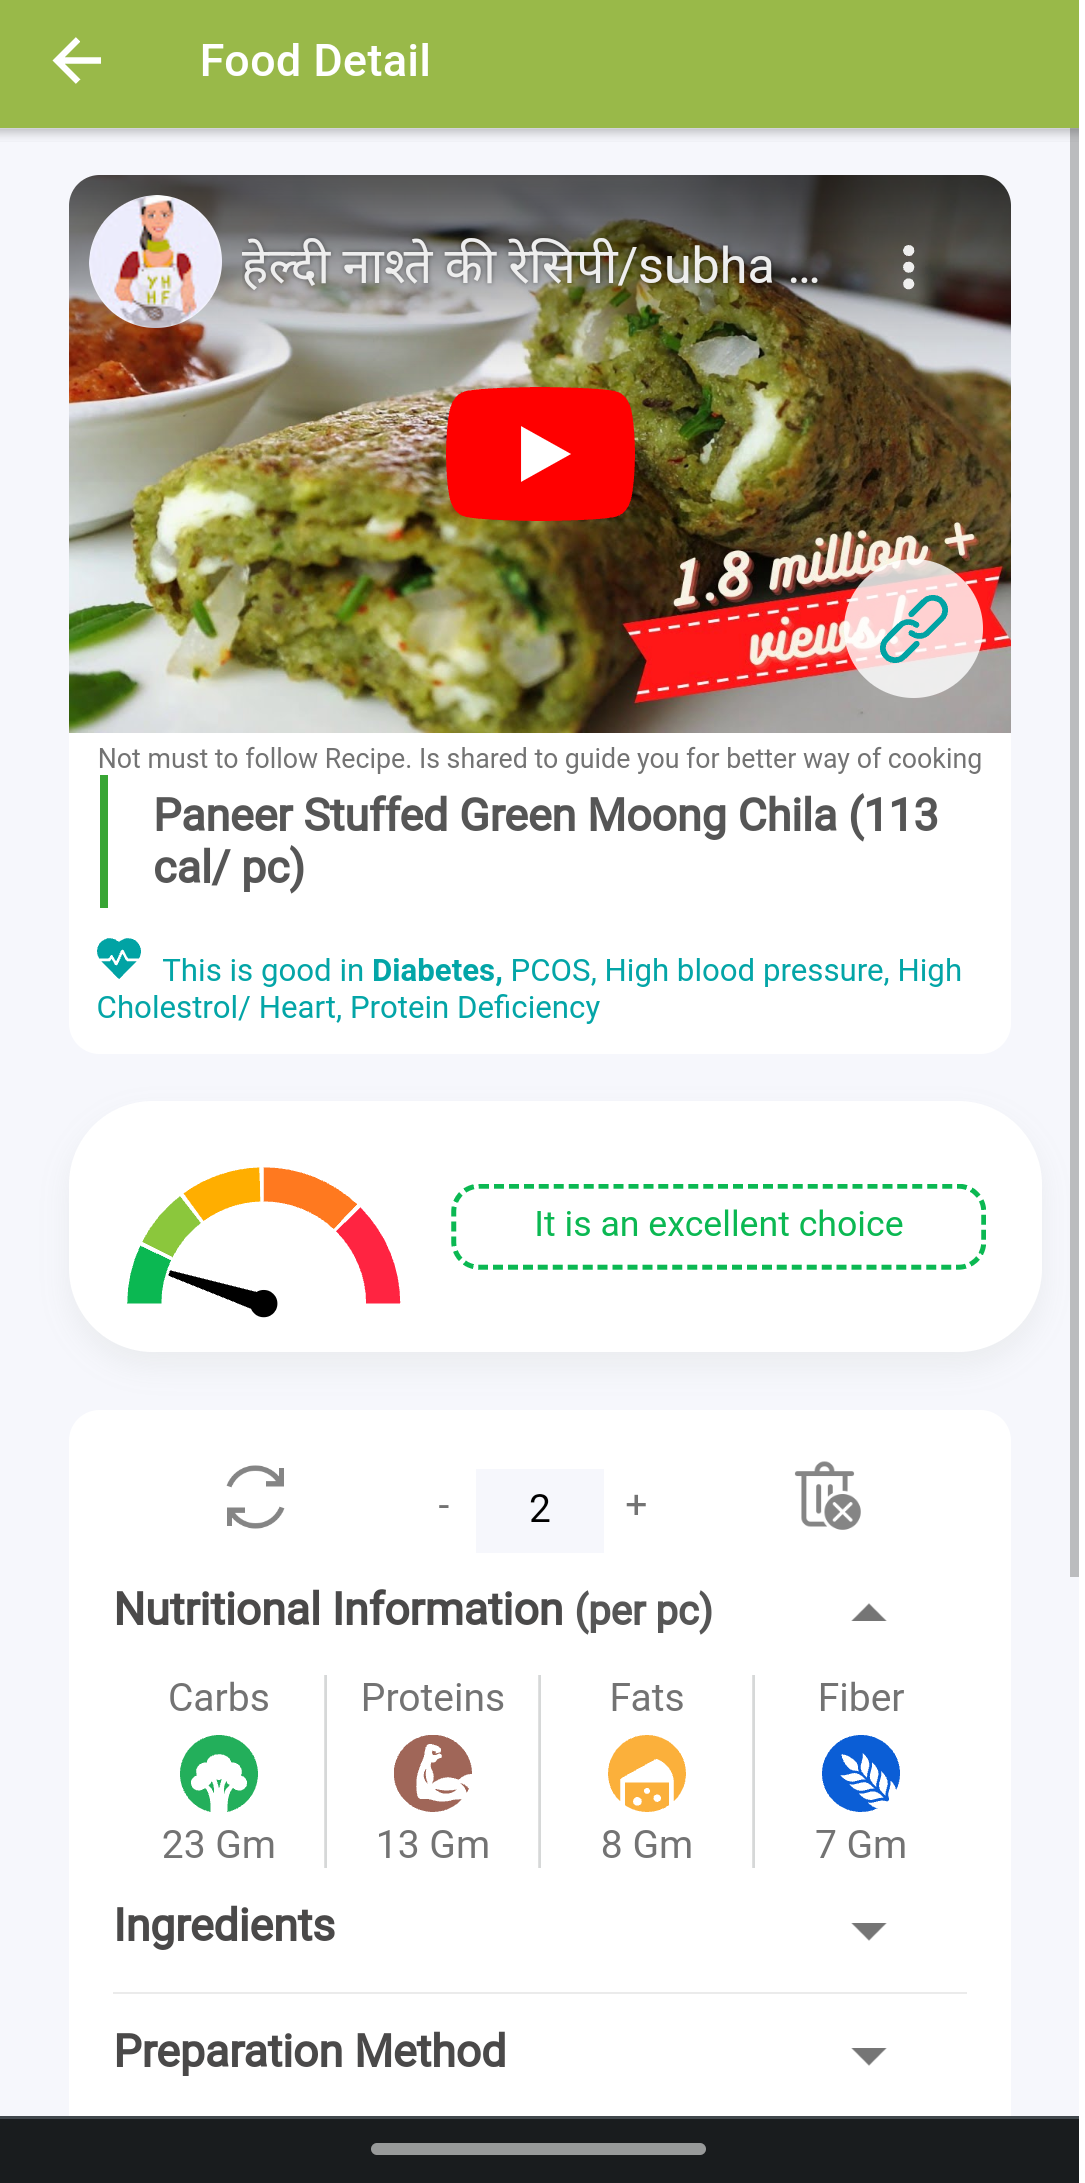 Food Detail
हेल्दी नाश्ते की रेसिपी/subha ...
YH
HF
1.8 million +
views!
Not must to follow Recipe. Is shared to guide you for better way of cooking
Paneer Stuffed Green Moong Chila (113
cal/ pc)
This is good in Diabetes, PCOS, High blood pressure, High
Cholestrol/ Heart, Protein Deficiency
It is an excellent choice
- 2 +
Nutritional Information (per pc)
Carbs Proteins Fats Fiber
23 Gm 13 Gm 8 Gm 7 Gm
Ingredients
Preparation Method